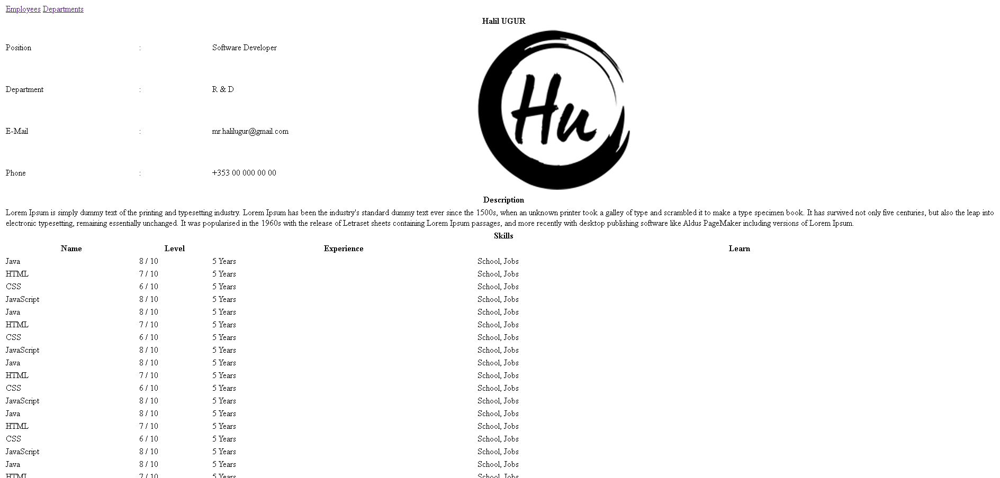 Employees Departments
Halil UGUR
Position : Software Developer
Department : R & D
E-Mail : mr.halilugur@gmail.com
Phone : +353 00 000 00 00
Hu
Description
Lorem Ipsum is simply dummy text of the printing and typesetting industry. Lorem Ipsum has been the industry's standard dummy text ever since the 1500s, when an unknown printer took a galley of type and scrambled it to make a type specimen book. It has survived not only five centuries, but also the leap into
electronic typesetting, remaining essentially unchanged. It was popularised in the 1960s with the release of Letraset sheets containing Lorem Ipsum passages, and more recently with desktop publishing software like Aldus PageMaker including versions of Lorem Ipsum.
Skills
Name Level Experience Learn
Java 8 / 10 5 Years School, Jobs
HTML 7 / 10 5 Years School, Jobs
CSS 6 / 10 5 Years School, Jobs
JavaScript 8 / 10 5 Years School, Jobs
Java 8 / 10 5 Years School, Jobs
HTML 7 / 10 5 Years School, Jobs
CSS 6 / 10 5 Years School, Jobs
JavaScript 8 / 10 5 Years School, Jobs
Java 8 / 10 5 Years School, Jobs
HTML 7 / 10 5 Years School, Jobs
CSS 6 / 10 5 Years School, Jobs
JavaScript 8 / 10 5 Years School, Jobs
Java 8 / 10 5 Years School, Jobs
HTML 7 / 10 5 Years School, Jobs
CSS 6 / 10 5 Years School, Jobs
JavaScript 8 / 10 5 Years School, Jobs
Java 8 / 10 5 Years School, Jobs
HTML 7 / 10 5 Years School, Jobs